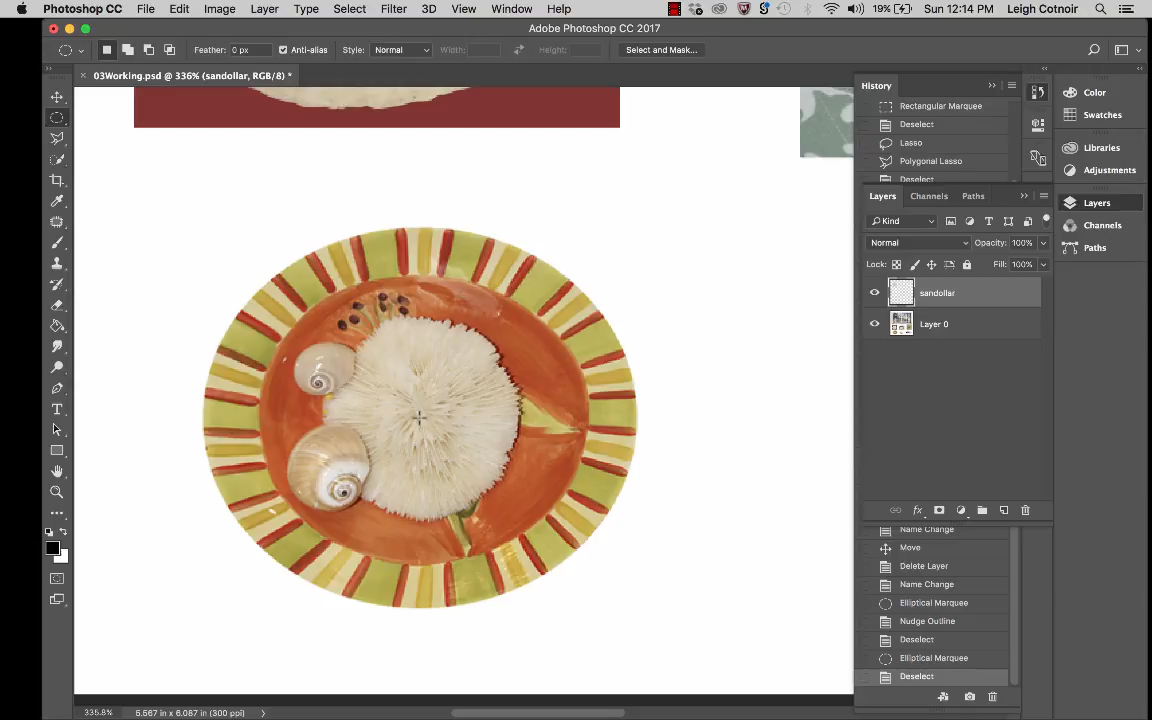 Photoshop CC File Edit Image Layer Type Select Filter 3D View Window Help 19% Sun 12:14 PM Leigh Cotnoir
Adobe Photoshop CC 2017
Feather: 0 px Anti-alias Style: Normal Width: Height: Select and Mask...
× 03Working.psd @ 336% (sandollar, RGB/8) *
History
Rectangular Marquee
Deselect
Lasso
Polygonal Lasso
Deselect
Layers Channels Paths
Kind
Normal Opacity: 100%
Lock: Fill: 100%
sandollar
Layer 0
fx
Name Change
Move
Delete Layer
Name Change
Elliptical Marquee
Nudge Outline
Deselect
Elliptical Marquee
Deselect
Color
Swatches
Libraries
Adjustments
Layers
Channels
Paths
335.8% 6.567 in x 6.087 in (300 ppi)